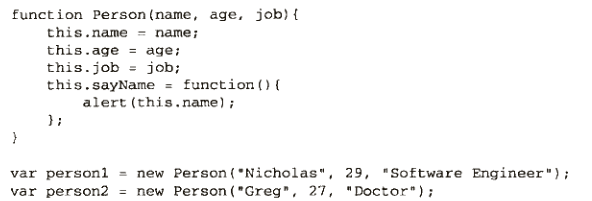 function Person(name, age, job){
    this.name = name;
    this.age = age;
    this.job = job;
    this.sayName = function(){
        alert(this.name);
    };
}

var person1 = new Person("Nicholas", 29, "Software Engineer");
var person2 = new Person("Greg", 27, "Doctor");